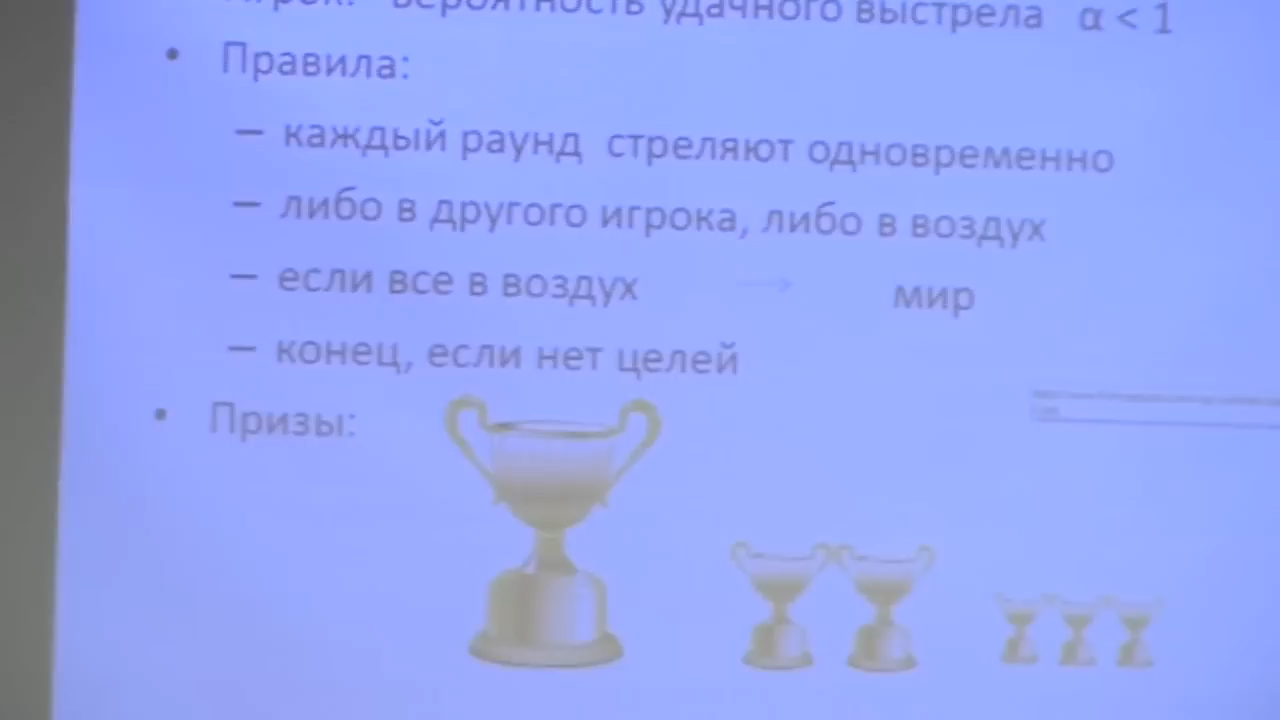 Игрок: вероятность удачного выстрела α < 1
• Правила:
– каждый раунд стреляют одновременно
– либо в другого игрока, либо в воздух
– если все в воздух → мир
– конец, если нет целей
• Призы: